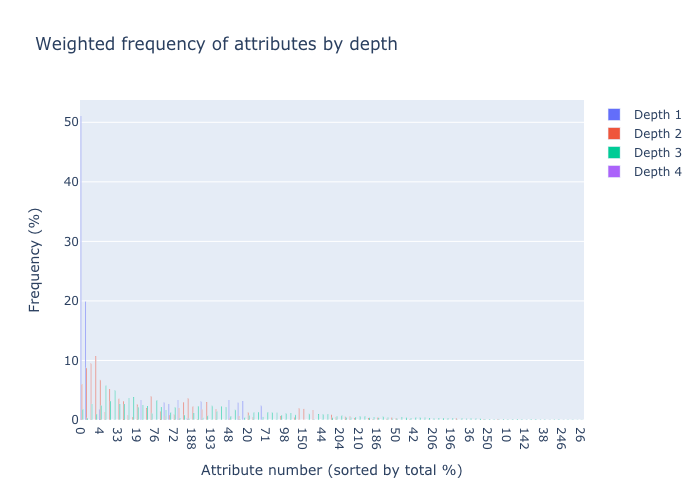 Weighted frequency of attributes by depth
Depth 1
Depth 2
Depth 3
Depth 4
Frequency (%)
50
40
30
20
10
0
0 4 33 19 76 72 188 193 48 20 71 98 150 44 204 210 186 50 42 206 196 36 250 10 142 38 246 26
Attribute number (sorted by total %)